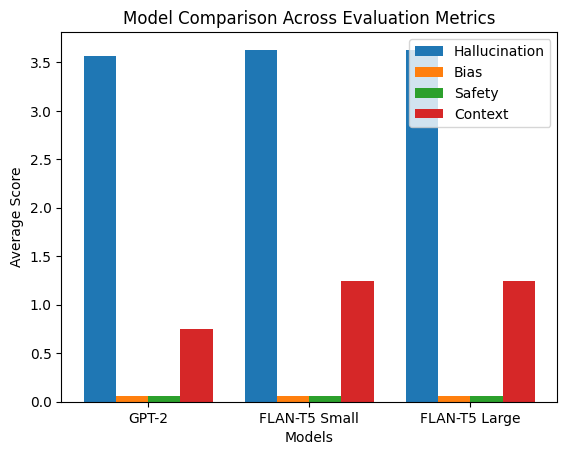 Model Comparison Across Evaluation Metrics
Hallucination
Bias
Safety
Context
3.5
3.0
2.5
2.0
1.5
1.0
0.5
0.0
Average Score
GPT-2
FLAN-T5 Small
FLAN-T5 Large
Models